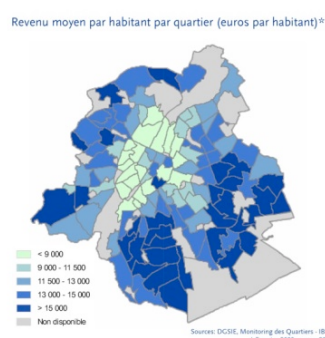 Revenu moyen par habitant par quartier (euros par habitant)*
< 9 000
9 000 - 11 500
11 500 - 13 000
13 000 - 15 000
> 15 000
Non disponible
Sources: DGSIE, Monitoring des Quartiers - IB